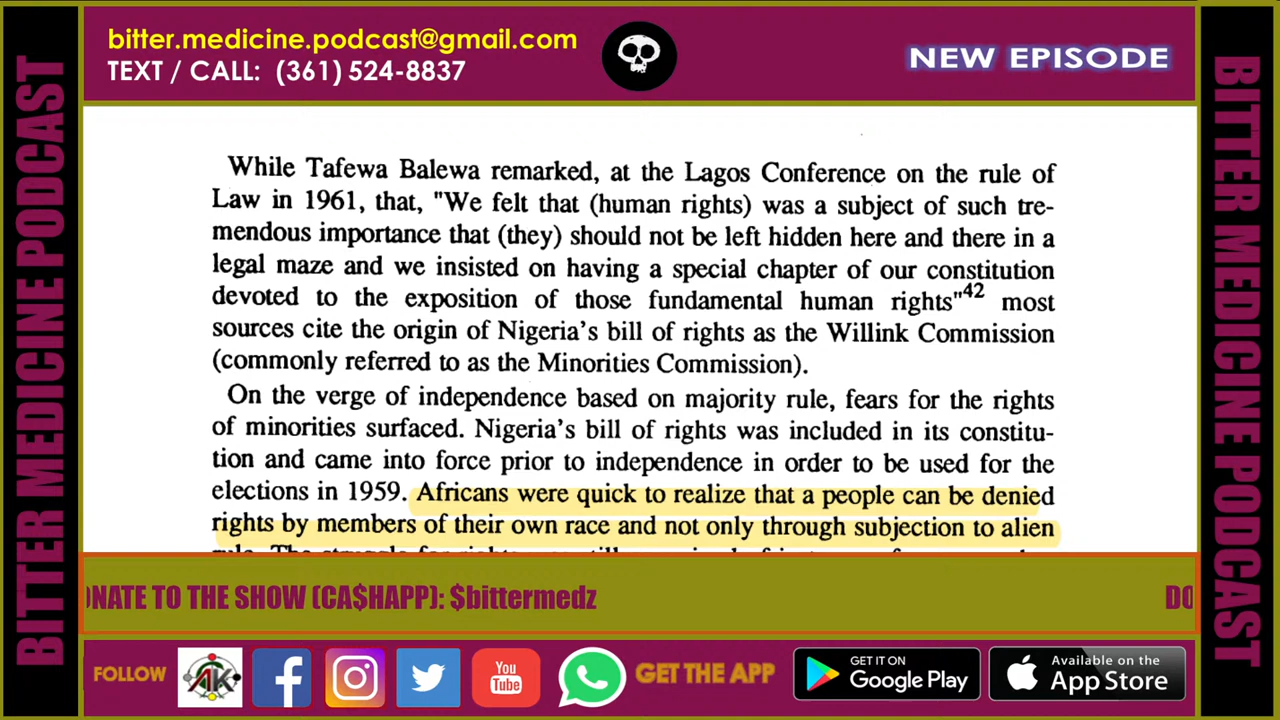 bitter.medicine.podcast@gmail.com
TEXT / CALL: (361) 524-8837
NEW EPISODE
BITTER MEDICINE PODCAST
While Tafewa Balewa remarked, at the Lagos Conference on the rule of
Law in 1961, that, "We felt that (human rights) was a subject of such tre-
mendous importance that (they) should not be left hidden here and there in a
legal maze and we insisted on having a special chapter of our constitution
devoted to the exposition of those fundamental human rights"42 most
sources cite the origin of Nigeria's bill of rights as the Willink Commission
(commonly referred to as the Minorities Commission).
On the verge of independence based on majority rule, fears for the rights
of minorities surfaced. Nigeria's bill of rights was included in its constitu-
tion and came into force prior to independence in order to be used for the
elections in 1959. Africans were quick to realize that a people can be denied
rights by members of their own race and not only through subjection to alien
BITTER MEDICINE PODCAST
ONATE TO THE SHOW (CA$HAPP): $bittermedz
DO
FOLLOW
You
Tube
GET THE APP
GET IT ON
Google Play
Available on the
App Store